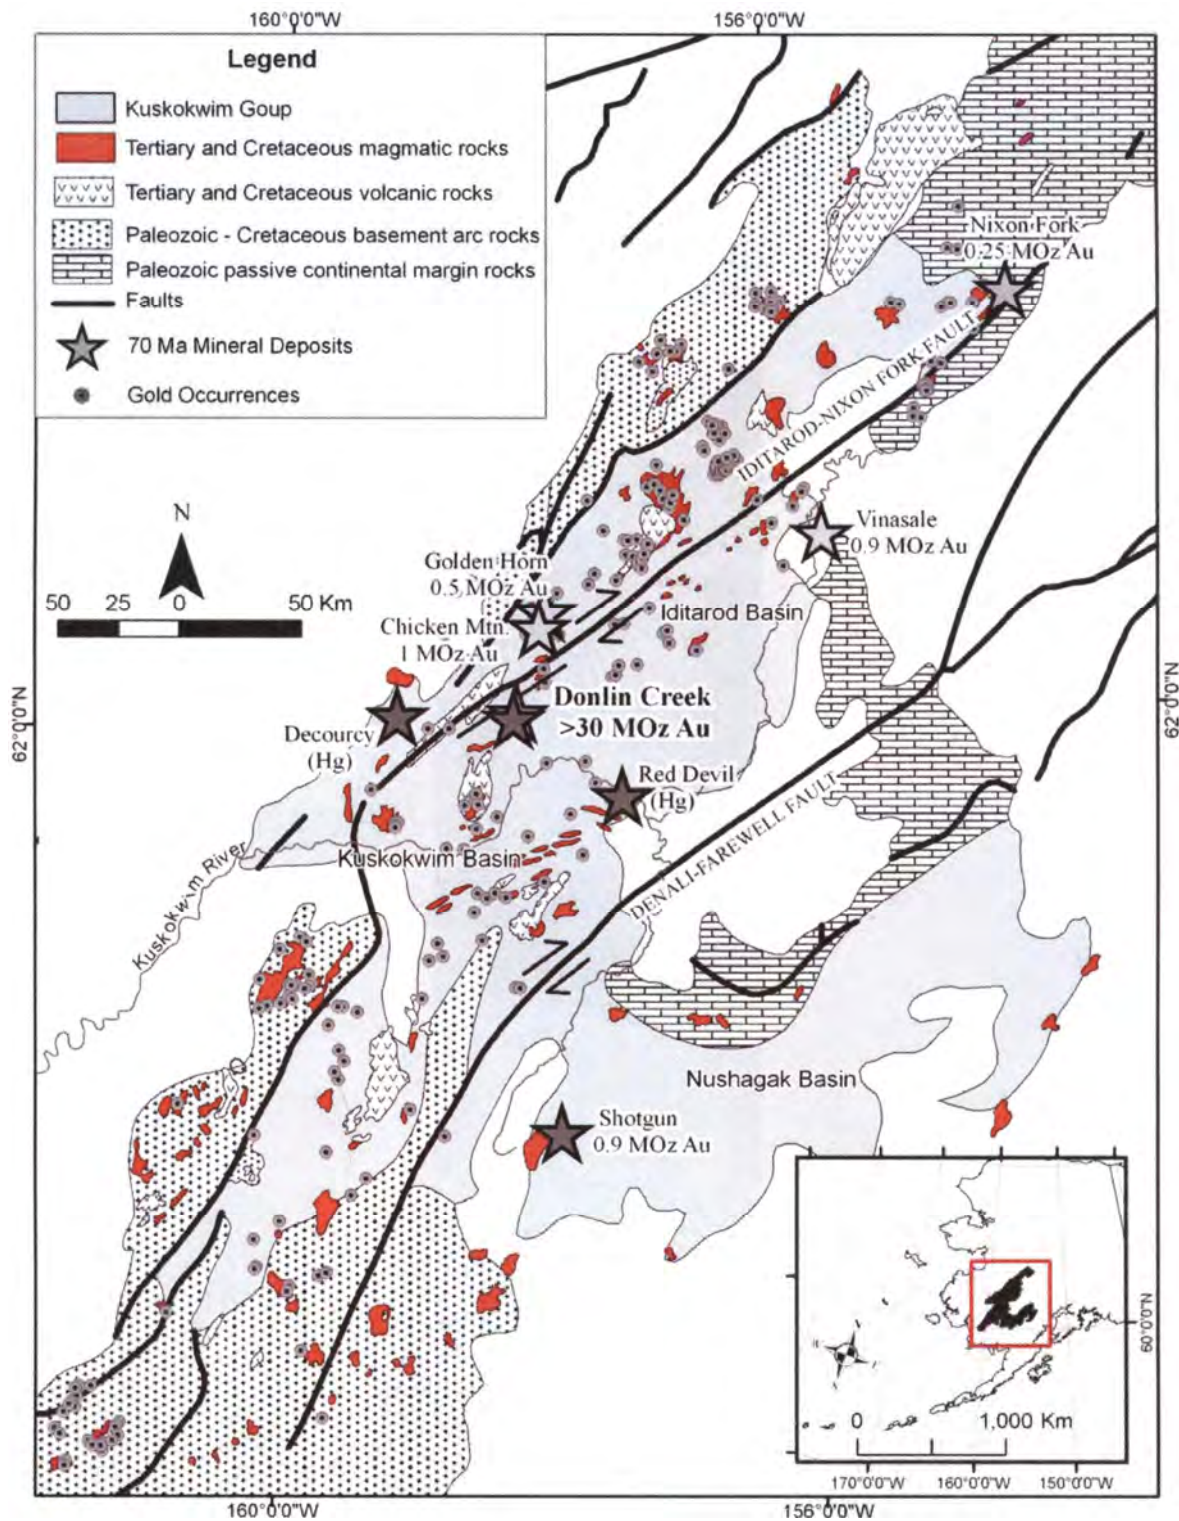 160°0'0"W
156°0'0"W
Legend
Kuskokwim Goup
Tertiary and Cretaceous magmatic rocks
Tertiary and Cretaceous volcanic rocks
Paleozoic - Cretaceous basement arc rocks
Paleozoic passive continental margin rocks
Faults
70 Ma Mineral Deposits
Gold Occurrences
Nixon Fork
0.25 MOz Au
IDITAROD-NIXON FORK FAULT
N
50 25 0 50 Km
Vinasale
0.9 MOz Au
Golden Horn
0.5 MOz Au
Iditarod Basin
Chicken Mtn.
1 MOz Au
62°0'0"N
62°0'0"N
Donlin Creek
>30 MOz Au
Decourcy
(Hg)
Red Devil
(Hg)
DENALI-FAREWELL FAULT
Kuskokwim Basin
Kuskokwim River
Nushagak Basin
Shotgun
0.9 MOz Au
60°0'0"N
0 1,000 Km
170°0'0"W 160°0'0"W 150°0'0"W
160°0'0"W
156°0'0"W